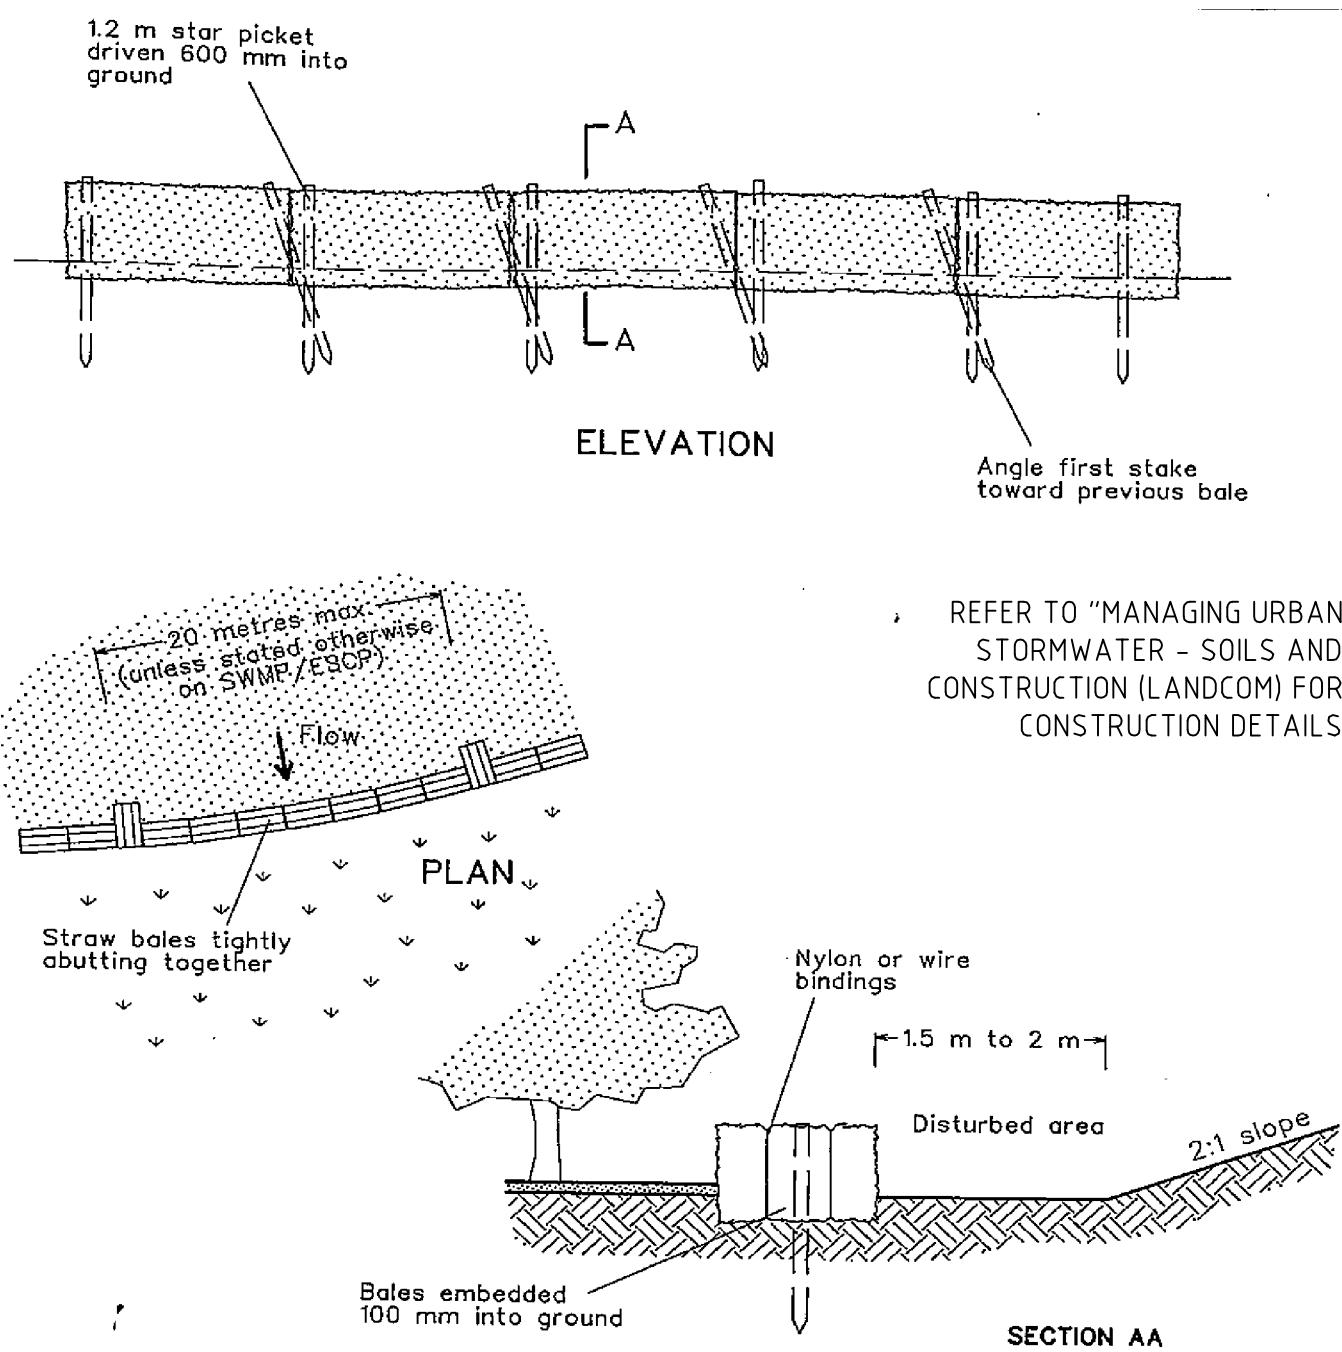 1.2 m star picket
driven 600 mm into
ground
A
A
ELEVATION
Angle first stake
toward previous bale
REFER TO "MANAGING URBAN
STORMWATER - SOILS AND
CONSTRUCTION (LANDCOM) FOR
CONSTRUCTION DETAILS
20 metres max.
(unless stated otherwise
on SWMP/ESCP)
Flow
PLAN
Straw bales tightly
abutting together
Nylon or wire
bindings
1.5 m to 2 m
Disturbed area
2:1 slope
Bales embedded
100 mm into ground
SECTION AA